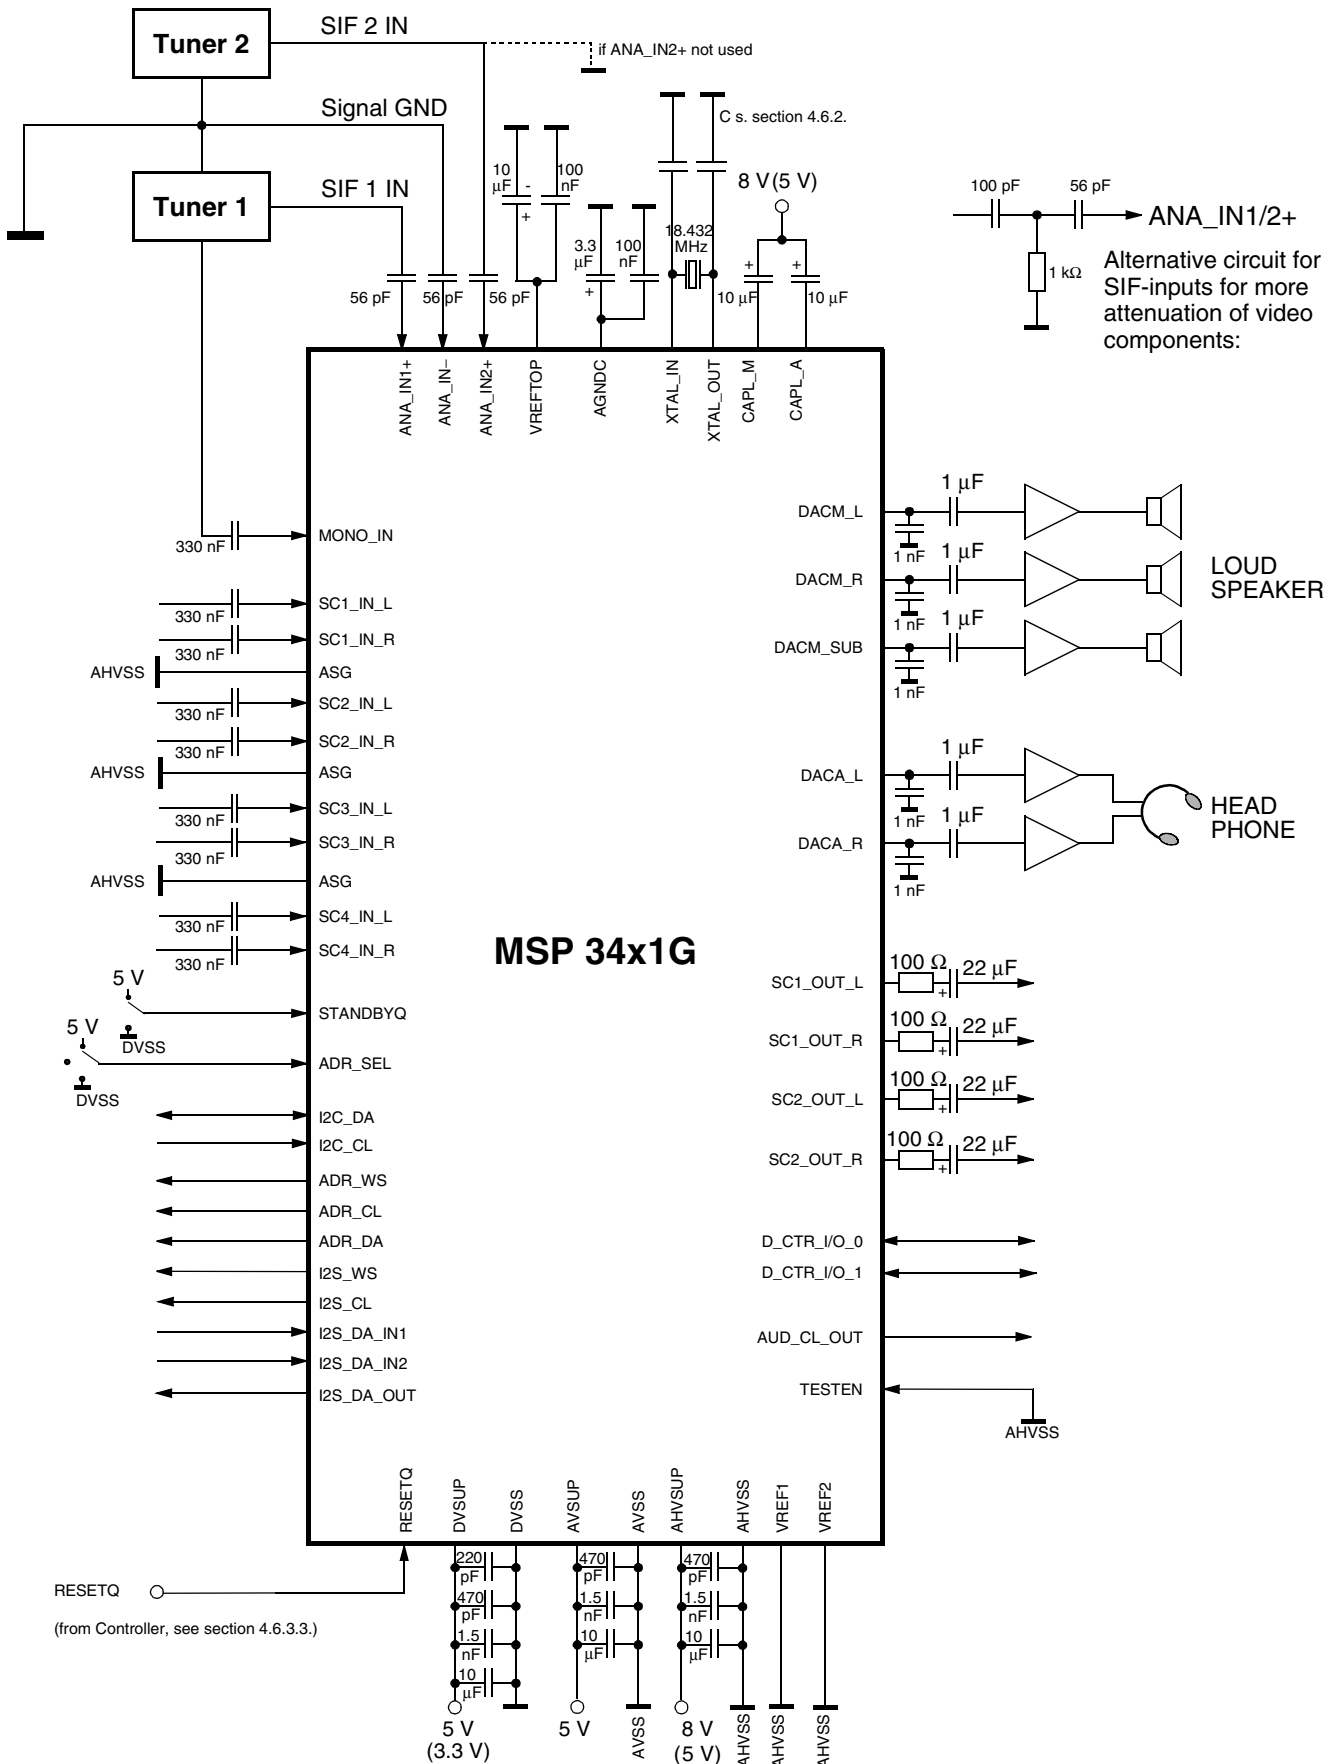 Tuner 2
SIF 2 IN
if ANA_IN2+ not used
Signal GND
Tuner 1
SIF 1 IN
10 μF
-
+
100 nF
C s. section 4.6.2.
8 V (5 V)
3.3 μF
+
100 nF
18.432 MHz
+
10 μF
+
10 μF
56 pF
56 pF
56 pF
100 pF
56 pF
ANA_IN1/2+
1 kΩ
Alternative circuit for
SIF-inputs for more
attenuation of video
components:
ANA_IN1+
ANA_IN−
ANA_IN2+
VREFTOP
AGNDC
XTAL_IN
XTAL_OUT
CAPL_M
CAPL_A
330 nF
MONO_IN
330 nF
SC1_IN_L
330 nF
SC1_IN_R
AHVSS
ASG
330 nF
SC2_IN_L
330 nF
SC2_IN_R
AHVSS
ASG
330 nF
SC3_IN_L
330 nF
SC3_IN_R
AHVSS
ASG
330 nF
SC4_IN_L
330 nF
SC4_IN_R
5 V
DVSS
STANDBYQ
5 V
DVSS
ADR_SEL
I2C_DA
I2C_CL
ADR_WS
ADR_CL
ADR_DA
I2S_WS
I2S_CL
I2S_DA_IN1
I2S_DA_IN2
I2S_DA_OUT
MSP 34x1G
DACM_L
1 μF
1 nF
DACM_R
1 μF
1 nF
DACM_SUB
1 μF
1 nF
LOUD
SPEAKER
DACA_L
1 μF
1 nF
DACA_R
1 μF
1 nF
HEAD
PHONE
SC1_OUT_L
100 Ω
+
22 μF
SC1_OUT_R
100 Ω
+
22 μF
SC2_OUT_L
100 Ω
+
22 μF
SC2_OUT_R
100 Ω
+
22 μF
D_CTR_I/O_0
D_CTR_I/O_1
AUD_CL_OUT
TESTEN
AHVSS
RESETQ
DVSUP
DVSS
AVSUP
AVSS
AHVSUP
AHVSS
VREF1
VREF2
RESETQ
(from Controller, see section 4.6.3.3.)
220 pF
470 pF
1.5 nF
10 μF
470 pF
1.5 nF
10 μF
470 pF
1.5 nF
10 μF
5 V
(3.3 V)
5 V
AVSS
8 V
(5 V)
AHVSS
AHVSS
AHVSS